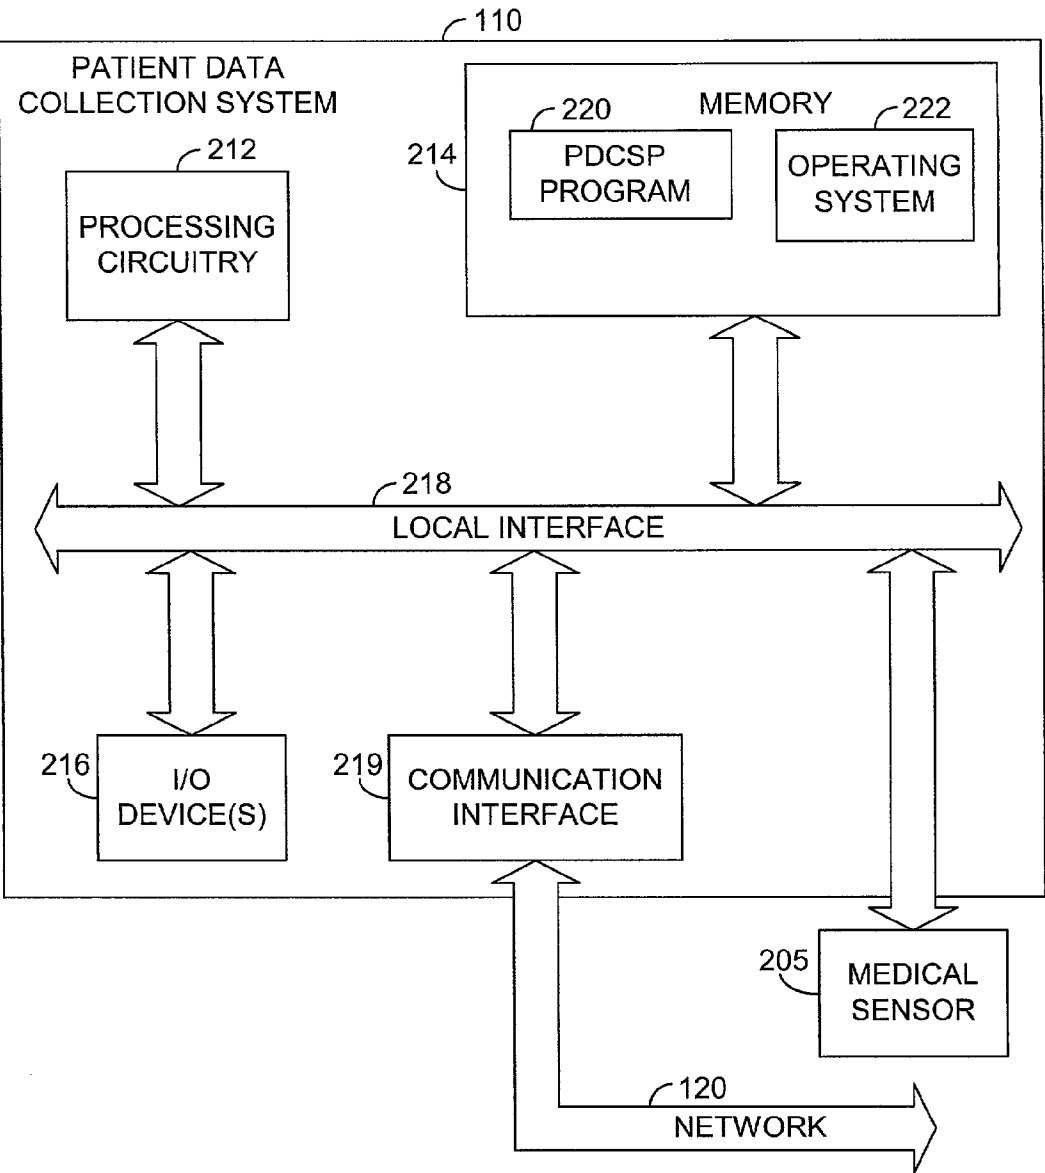 110
PATIENT DATA
COLLECTION SYSTEM
212
PROCESSING
CIRCUITRY
214
MEMORY
220
PDCSP
PROGRAM
222
OPERATING
SYSTEM
218
LOCAL INTERFACE
216
I/O
DEVICE(S)
219
COMMUNICATION
INTERFACE
205
MEDICAL
SENSOR
120
NETWORK